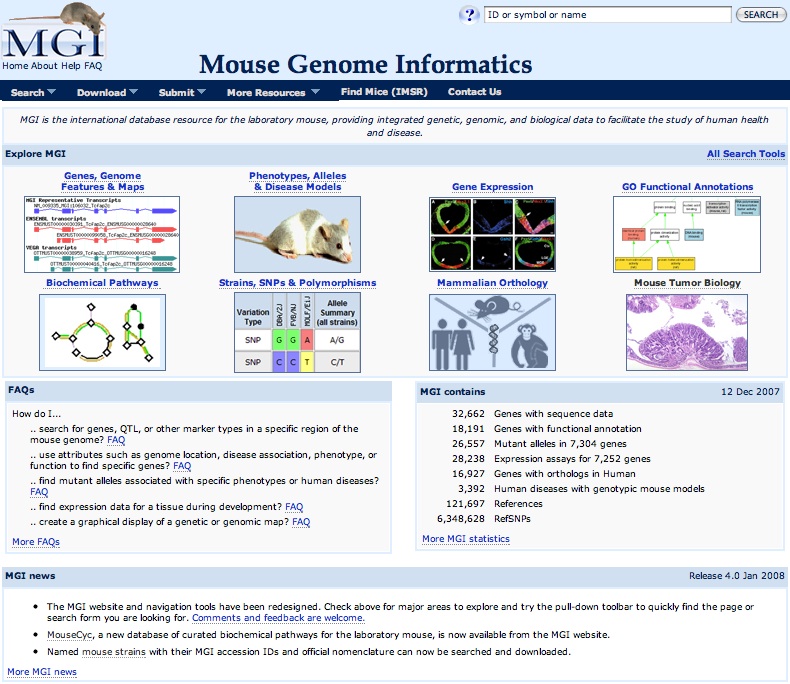 MGI
Home About Help FAQ
? ID or symbol or name SEARCH
Mouse Genome Informatics
Search Download Submit More Resources Find Mice (IMSR) Contact Us
MGI is the international database resource for the laboratory mouse, providing integrated genetic, genomic, and biological data to facilitate the study of human health
and disease.
Explore MGI All Search Tools
Genes, Genome
Features & Maps
Phenotypes, Alleles
& Disease Models
Gene Expression
GO Functional Annotations
MGI Representative Transcripts
ENSEMBL transcripts
VEGA transcripts
Biochemical Pathways
Strains, SNPs & Polymorphisms
Mammalian Orthology
Mouse Tumor Biology
Variation
Type
DBA/2J
FVB/NJ
MOLF/EiJ
Allele
Summary
(all strains)
SNP G G A A/G
SNP C C T C/T
FAQs
How do I...
.. search for genes, QTL, or other marker types in a specific region of the
mouse genome? FAQ
.. use attributes such as genome location, disease association, phenotype, or
function to find specific genes? FAQ
.. find mutant alleles associated with specific phenotypes or human diseases?
FAQ
.. find expression data for a tissue during development? FAQ
.. create a graphical display of a genetic or genomic map? FAQ
More FAQs
MGI contains 12 Dec 2007
32,662 Genes with sequence data
18,191 Genes with functional annotation
26,557 Mutant alleles in 7,304 genes
28,238 Expression assays for 7,252 genes
16,927 Genes with orthologs in Human
3,392 Human diseases with genotypic mouse models
121,697 References
6,348,628 RefSNPs
More MGI statistics
MGI news Release 4.0 Jan 2008
• The MGI website and navigation tools have been redesigned. Check above for major areas to explore and try the pull-down toolbar to quickly find the page or
search form you are looking for. Comments and feedback are welcome.
• MouseCyc, a new database of curated biochemical pathways for the laboratory mouse, is now available from the MGI website.
• Named mouse strains with their MGI accession IDs and official nomenclature can now be searched and downloaded.
More MGI news